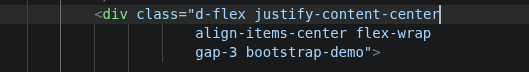 <div class="d-flex justify-content-center
align-items-center flex-wrap
gap-3 bootstrap-demo">